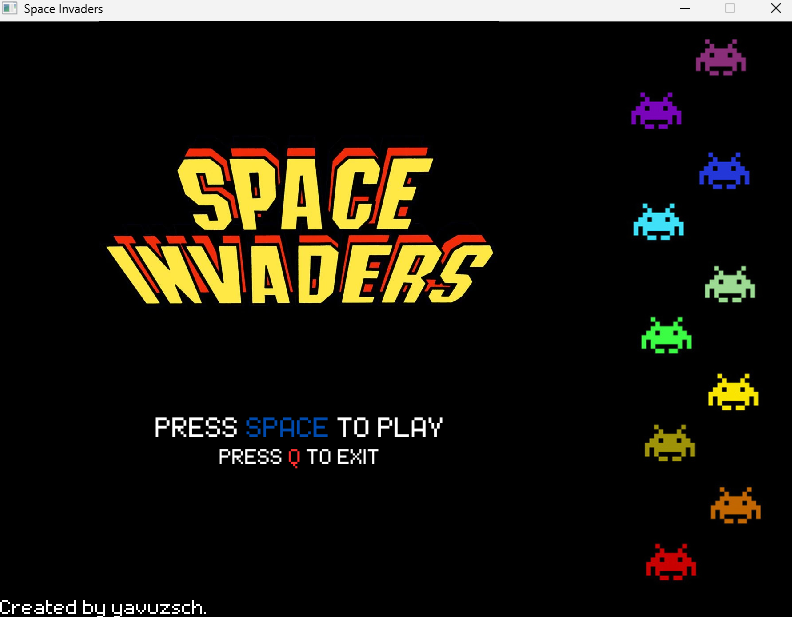 Space Invaders
SPACE
INVADERS
PRESS SPACE TO PLAY
PRESS Q TO EXIT
Created by yavuzsch.